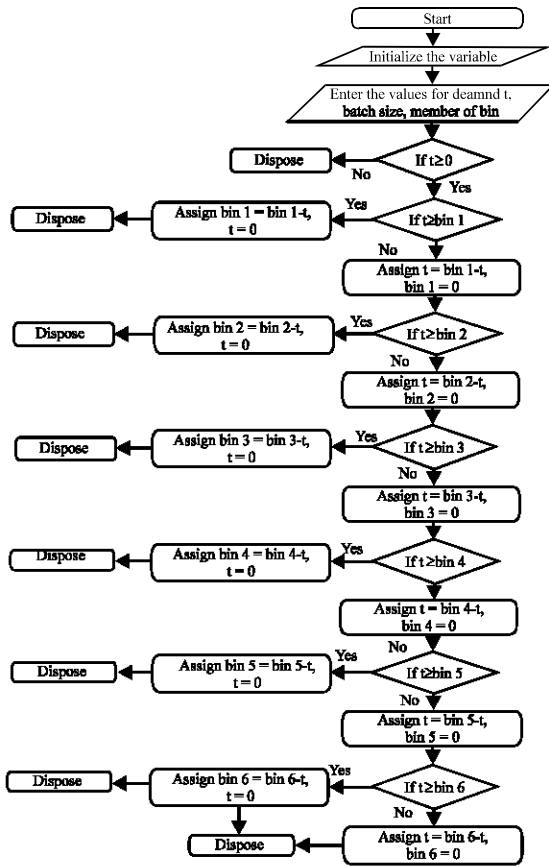 Start
Initialize the variable
Enter the values for deamnd t,
batch size, member of bin
Dispose
If t≥0
No
Yes
Dispose
Assign bin 1 = bin 1-t,
t = 0
Yes
If t≥bin 1
No
Assign t = bin 1-t,
bin 1 = 0
Dispose
Assign bin 2 = bin 2-t,
t = 0
Yes
If t≥bin 2
No
Assign t = bin 2-t,
bin 2 = 0
Dispose
Assign bin 3 = bin 3-t,
t = 0
Yes
If t≥bin 3
No
Assign t = bin 3-t,
bin 3 = 0
Dispose
Assign bin 4 = bin 4-t,
t = 0
Yes
If t≥bin 4
Assign t = bin 4-t,
bin 4 = 0
No
Dispose
Assign bin 5 = bin 5-t,
t = 0
Yes
If t≥bin 5
No
Assign t = bin 5-t,
bin 5 = 0
Dispose
Assign bin 6 = bin 6-t,
t = 0
Yes
If t≥bin 6
No
Dispose
Assign t = bin 6-t,
bin 6 = 0